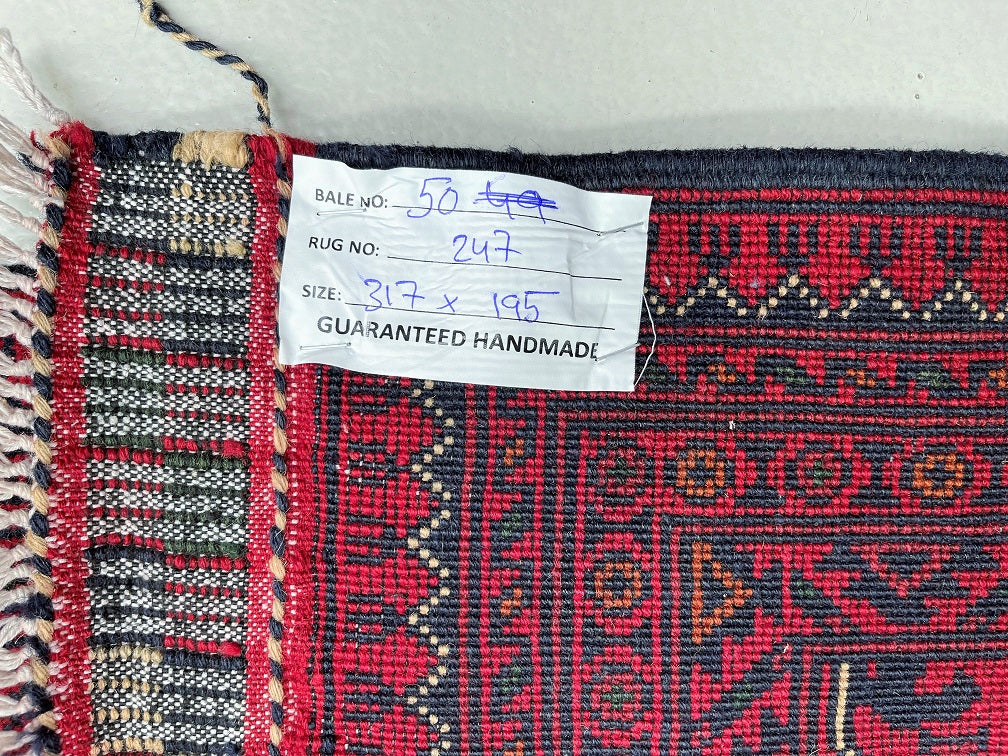 BALE NO: 50
RUG NO: 247
SIZE: 317 x 195
GUARANTEED HANDMADE